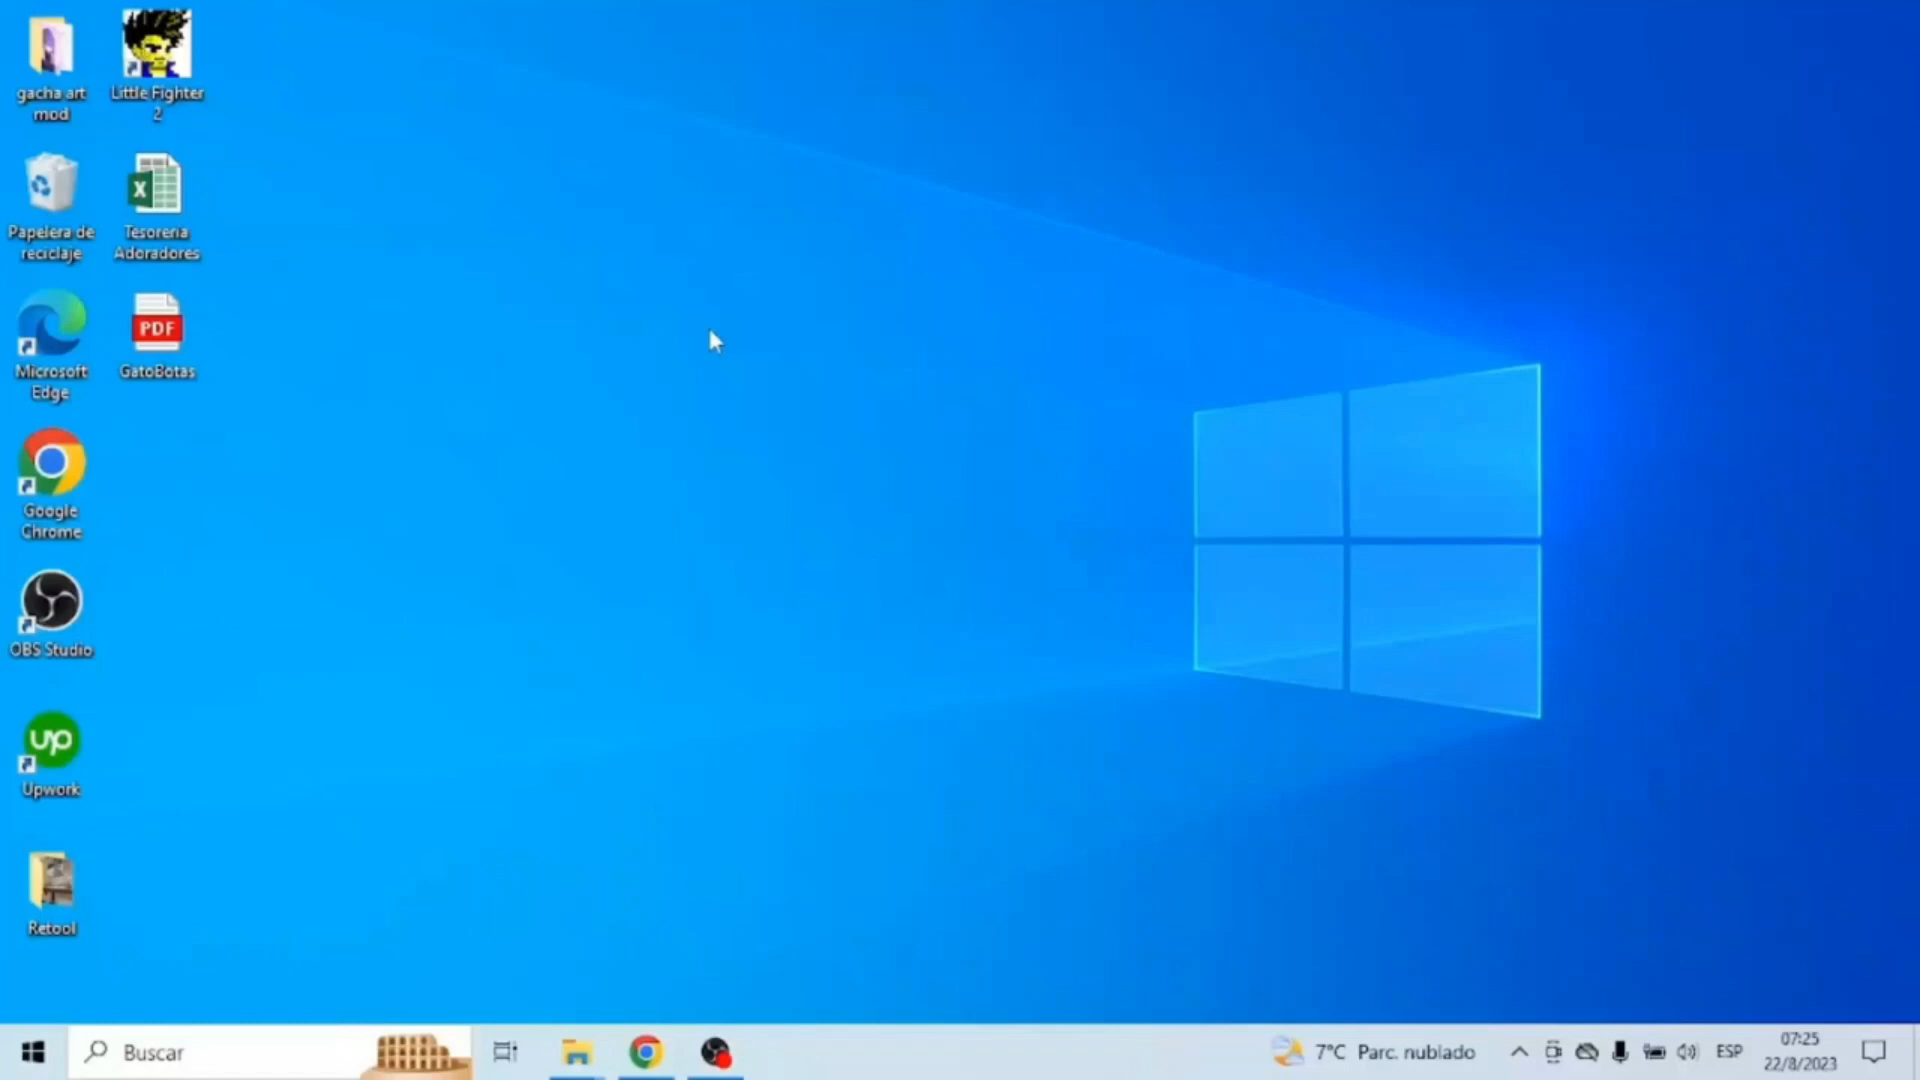 gacha art
mod
Little Fighter
2
Papelera de
reciclaje
X
Tesoreria
Adoradores
Microsoft
Edge
PDF
GatoBotas
Google
Chrome
OBS Studio
up
Upwork
Retool
Buscar
7°C Parc. nublado
ESP
07:25
22/8/2023